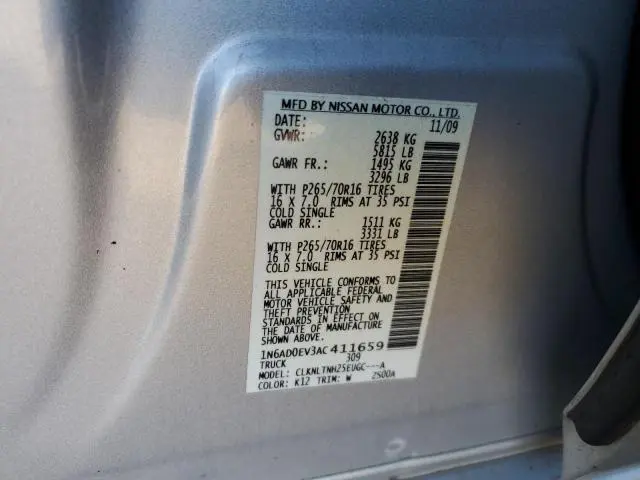 MFD BY NISSAN MOTOR CO., LTD.
DATE: 11/09
GVWR: 2638 KG
5815 LB
GAWR FR.: 1495 KG
3296 LB
WITH P265/70R16 TIRES
16 X 7.0 RIMS AT 35 PSI
COLD SINGLE
GAWR RR.: 1511 KG
3331 LB
WITH P265/70R16 TIRES
16 X 7.0 RIMS AT 35 PSI
COLD SINGLE
THIS VEHICLE CONFORMS TO
ALL APPLICABLE FEDERAL
MOTOR VEHICLE SAFETY AND
THEFT PREVENTION
STANDARDS IN EFFECT ON
THE DATE OF MANUFACTURE
SHOWN ABOVE.
1N6AD0EV3AC411659
TRUCK 309
MODEL: CLKNLTNH25EUGC---A
COLOR: K12 TRIM: W 2S00A